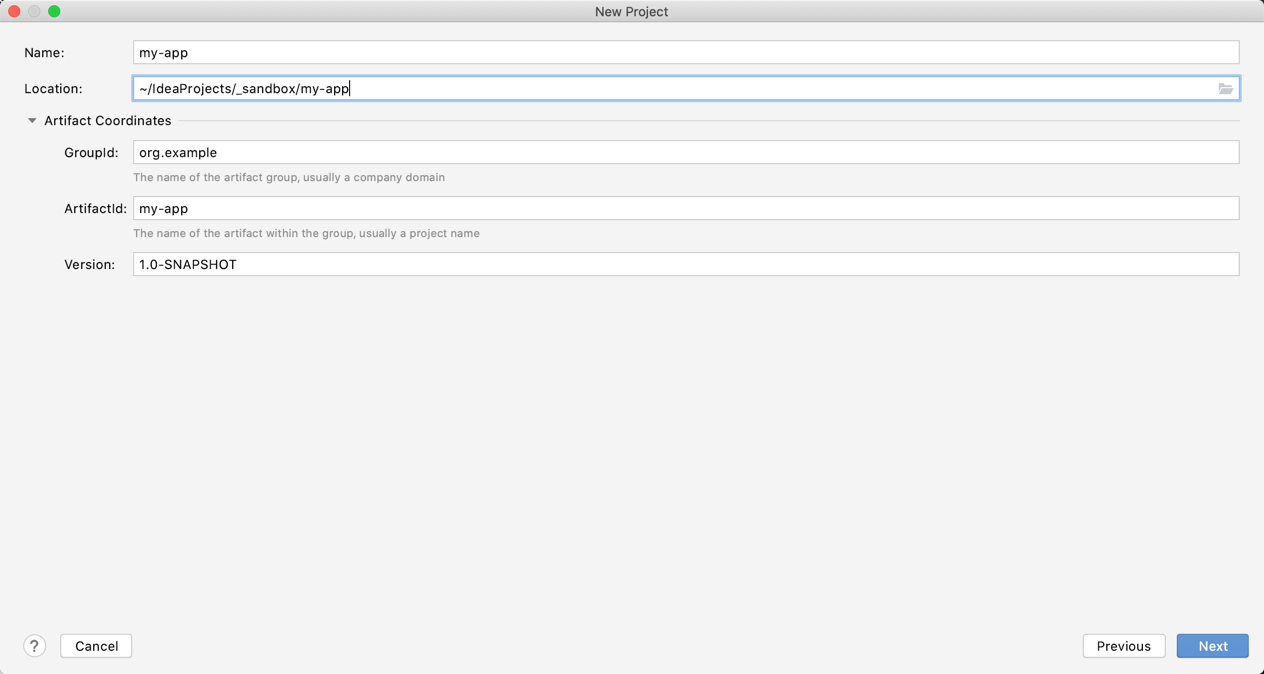 New Project
Name: my-app
Location: ~/IdeaProjects/_sandbox/my-app
Artifact Coordinates
GroupId: org.example
The name of the artifact group, usually a company domain
ArtifactId: my-app
The name of the artifact within the group, usually a project name
Version: 1.0-SNAPSHOT
? Cancel Previous Next